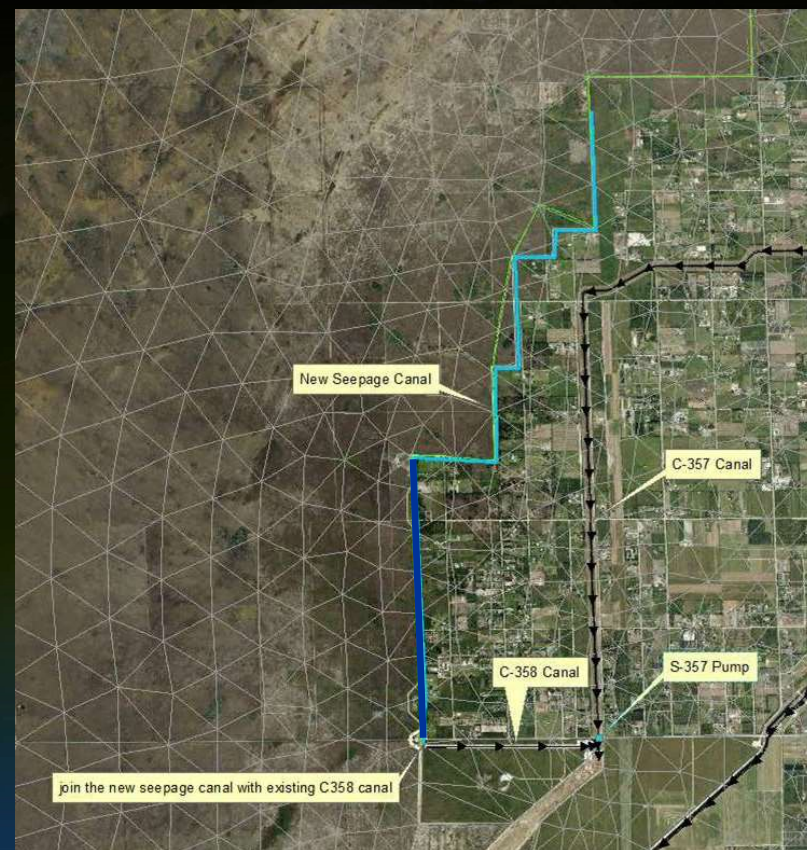 New Seepage Canal
C-357 Canal
C-358 Canal
S-357 Pump
join the new seepage canal with existing C358 canal